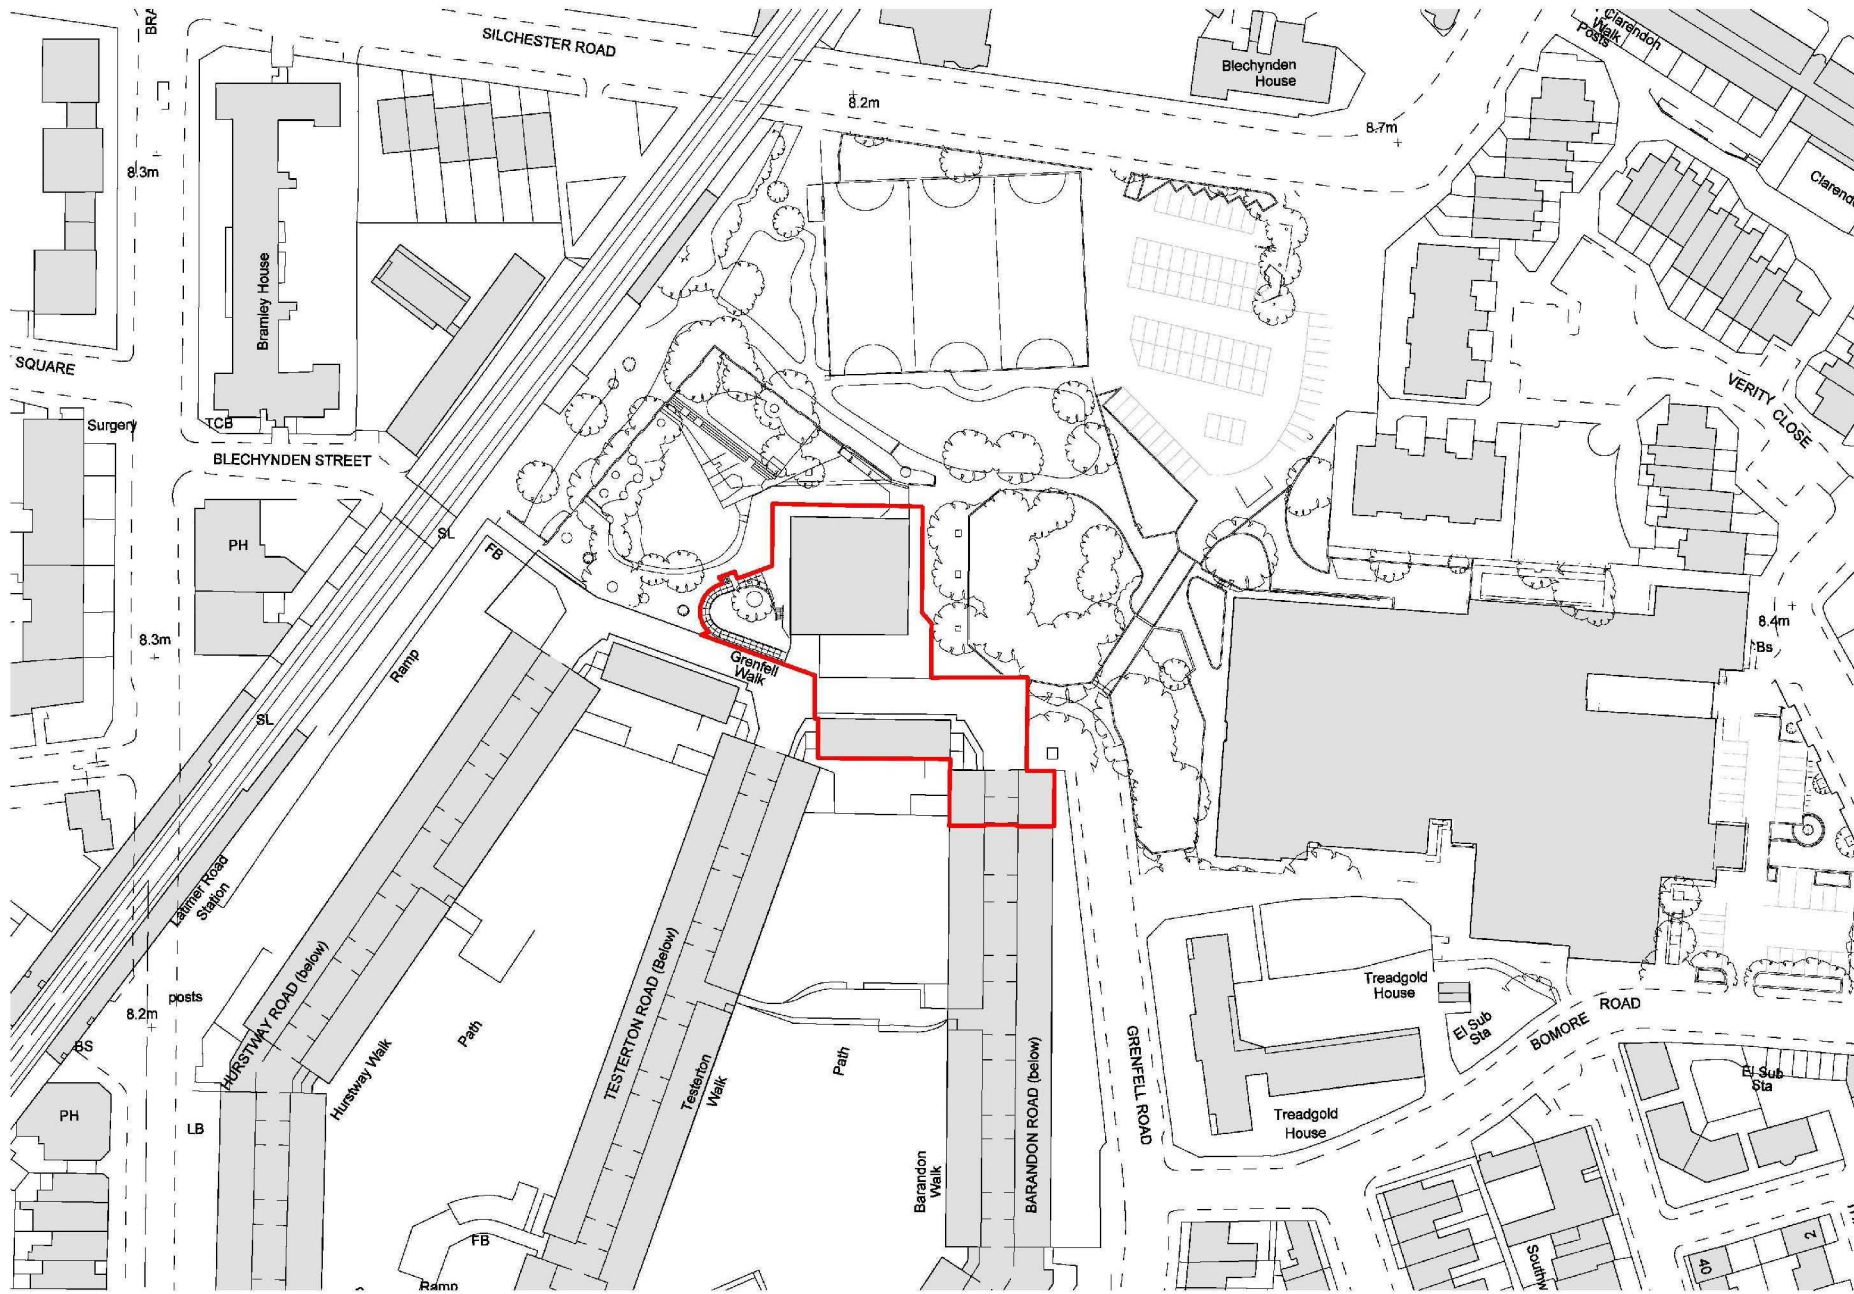 BRA
SILCHESTER ROAD
Clarendon
Walk
Posts
Blechynden
House
8.2m
8.7m
8.3m
Bramley House
SQUARE
VERITY CLOSE
Surgery
TCB
BLECHYNDEN STREET
SL
PH
FB
8.3m
Ramp
Grenfell
Walk
8.4m
Bs
SL
Latimer Road
Station
posts
8.2m
BS
HURSTWAY ROAD (below)
Hurstway Walk
Path
TESTERTON ROAD (Below)
Testerton
Walk
Path
Barandon
Walk
BARANDON ROAD (below)
GRENFELL ROAD
Treadgold
House
El Sub
Sta
BOMORE
ROAD
El Sub
Sta
Treadgold
House
PH
LB
FB
Ramp
Southw
40
2